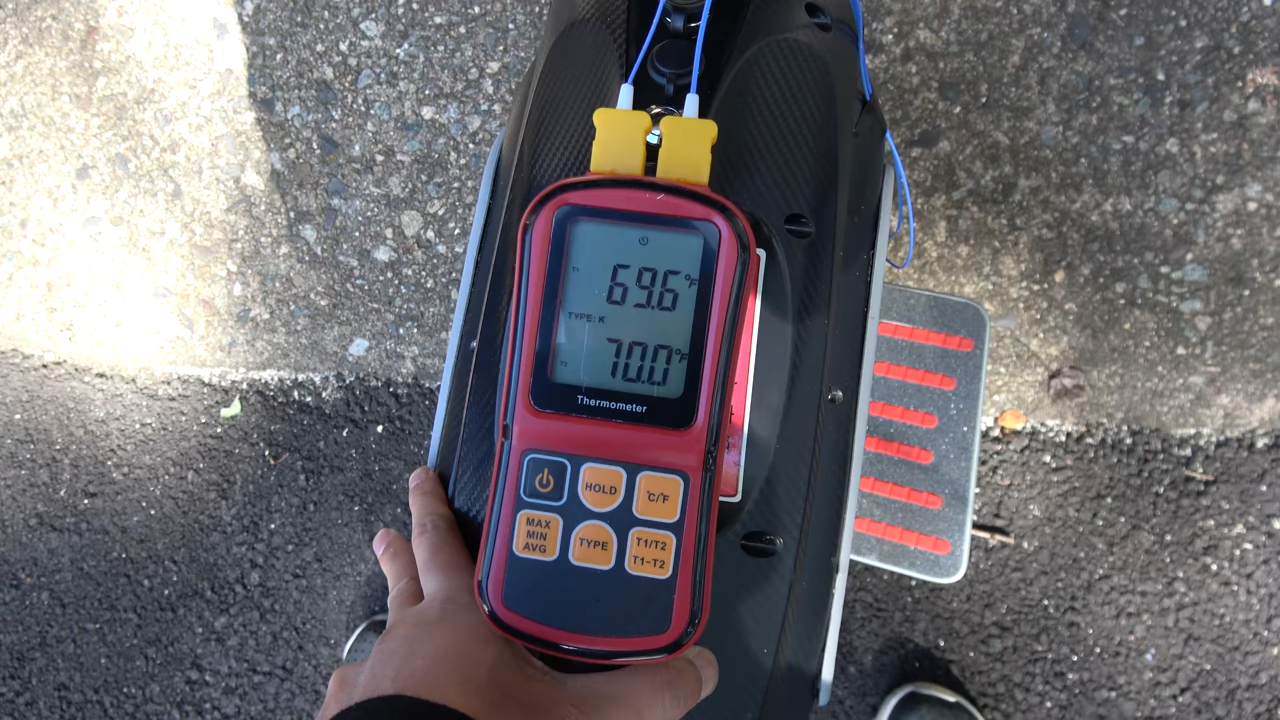 T1
69.6°F
TYPE: K
T2
70.0°F
Thermometer
HOLD
°C/°F
MAX
MIN
AVG
TYPE
T1/T2
T1-T2